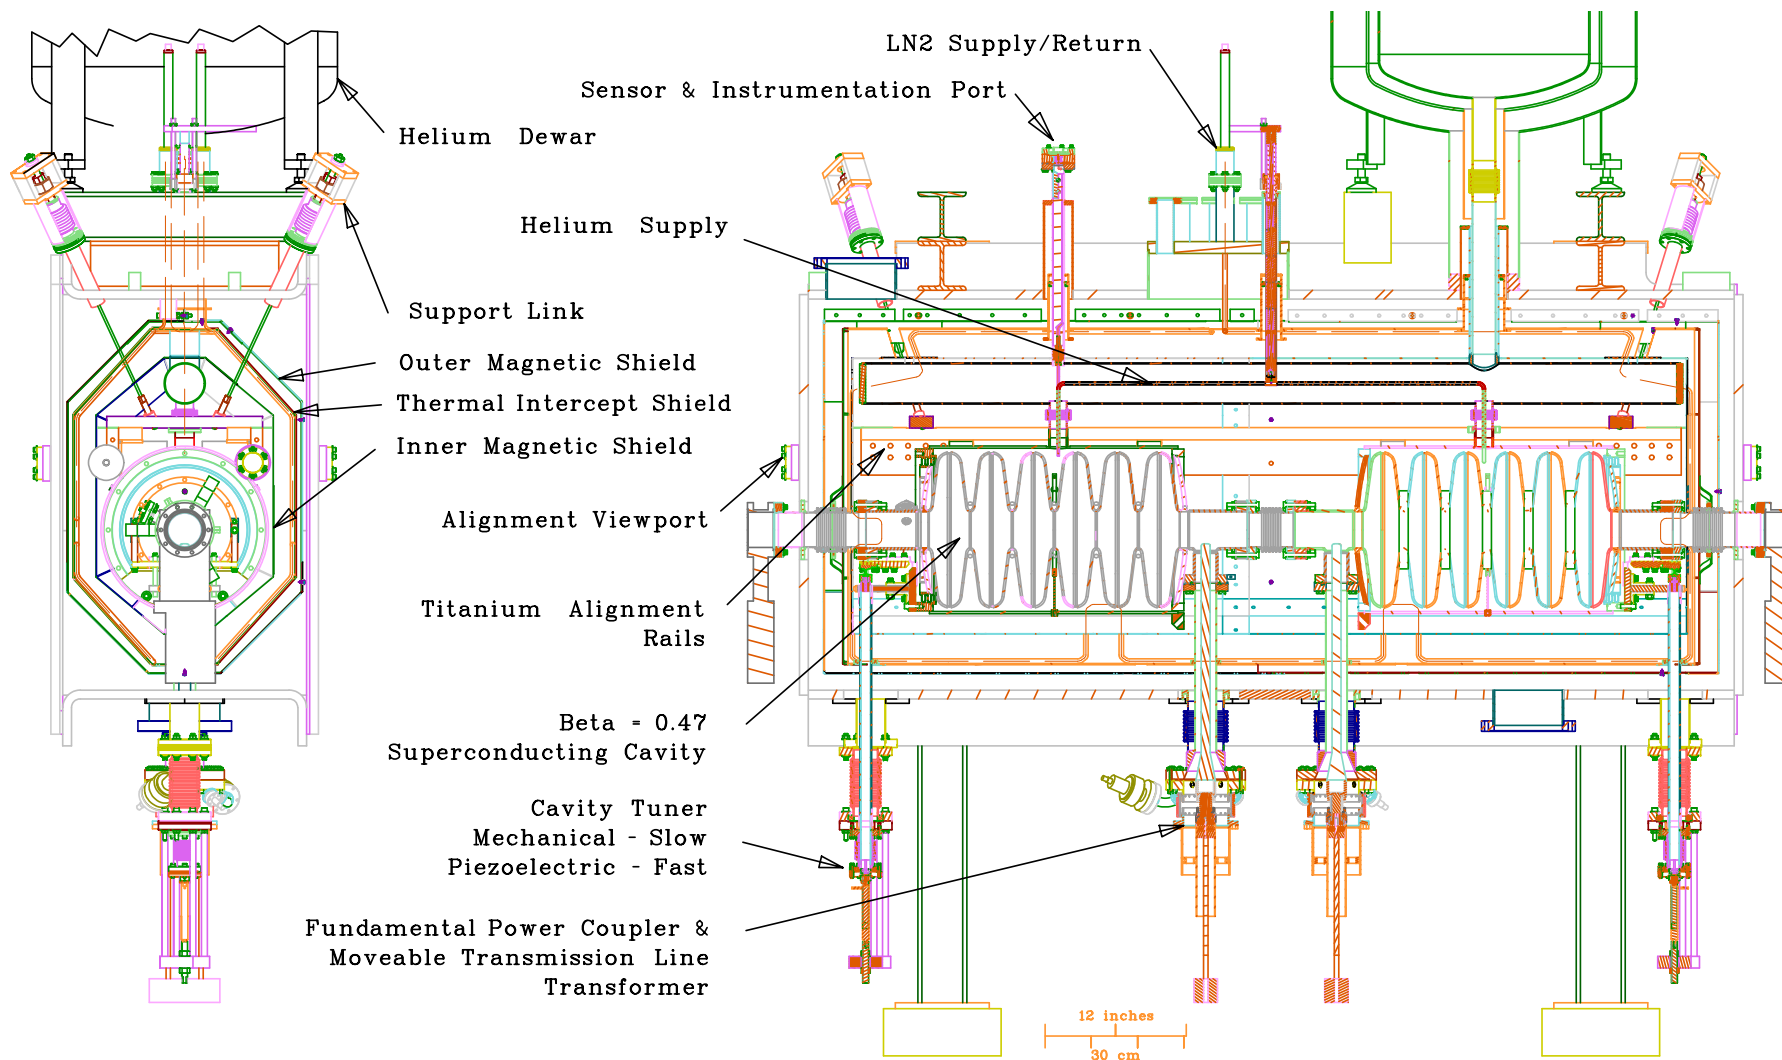 LN2 Supply/Return
Sensor & Instrumentation Port
Helium Dewar
Helium Supply
Support Link
Outer Magnetic Shield
Thermal Intercept Shield
Inner Magnetic Shield
Alignment Viewport
Titanium Alignment
Rails
Beta = 0.47
Superconducting Cavity
Cavity Tuner
Mechanical - Slow
Piezoelectric - Fast
Fundamental Power Coupler &
Moveable Transmission Line
Transformer
12 inches
30 cm